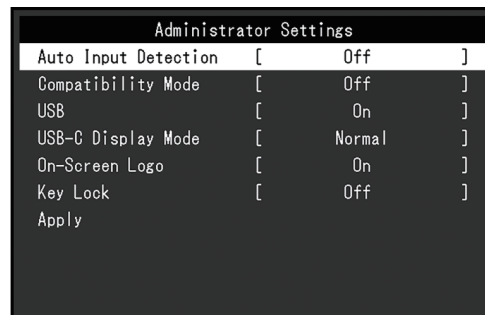 Administrator Settings
Auto Input Detection [ Off ]
Compatibility Mode [ Off ]
USB [ On ]
USB-C Display Mode [ Normal ]
On-Screen Logo [ On ]
Key Lock [ Off ]
Apply